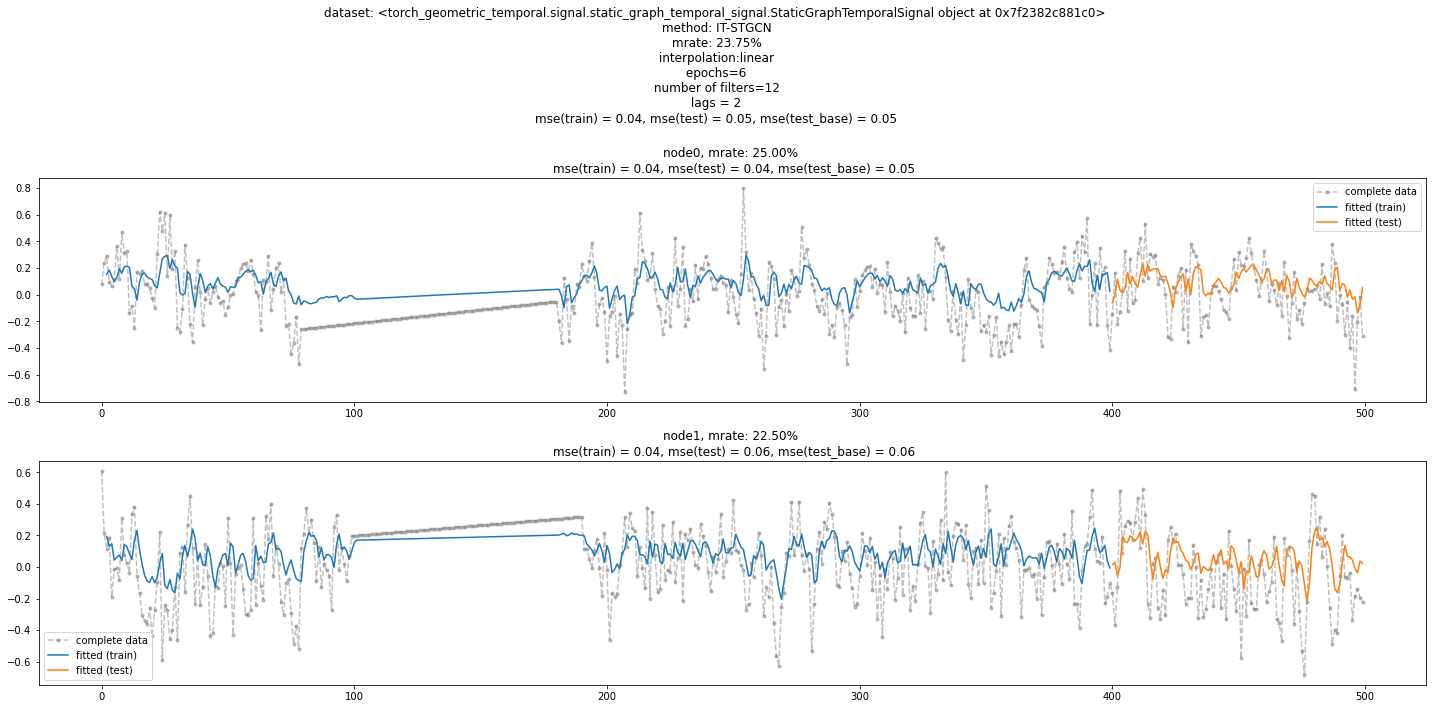 dataset: <torch_geometric_temporal.signal.static_graph_temporal_signal.StaticGraphTemporalSignal object at 0x7f2382c881c0>
method: IT-STGCN
mrate: 23.75%
interpolation:linear
epochs=6
number of filters=12
lags = 2
mse(train) = 0.04, mse(test) = 0.05, mse(test_base) = 0.05
node0, mrate: 25.00%
mse(train) = 0.04, mse(test) = 0.04, mse(test_base) = 0.05
0.8
0.6
0.4
0.2
0.0
−0.2
−0.4
−0.6
−0.8
complete data
fitted (train)
fitted (test)
0 100 200 300 400 500
node1, mrate: 22.50%
mse(train) = 0.04, mse(test) = 0.06, mse(test_base) = 0.06
0.6
0.4
0.2
0.0
−0.2
−0.4
−0.6
complete data
fitted (train)
fitted (test)
0 100 200 300 400 500